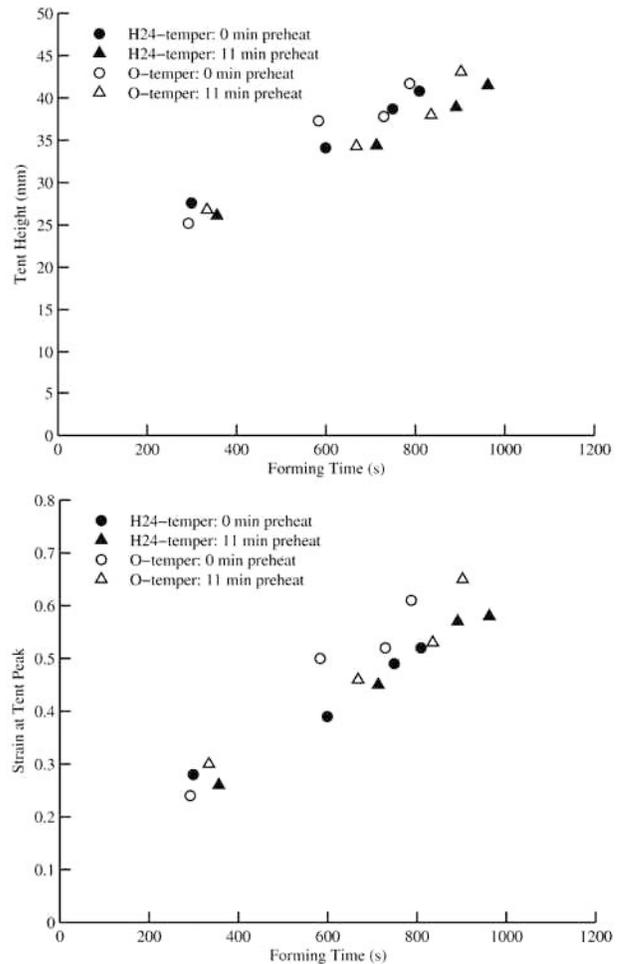 50
45
40
35
30
25
20
15
10
5
0
Tent Height (mm)
H24-temper: 0 min preheat
H24-temper: 11 min preheat
O-temper: 0 min preheat
O-temper: 11 min preheat
0 200 400 600 800 1000 1200
Forming Time (s)
0.8
0.7
0.6
0.5
0.4
0.3
0.2
0.1
0
Strain at Tent Peak
H24-temper: 0 min preheat
H24-temper: 11 min preheat
O-temper: 0 min preheat
O-temper: 11 min preheat
0 200 400 600 800 1000 1200
Forming Time (s)